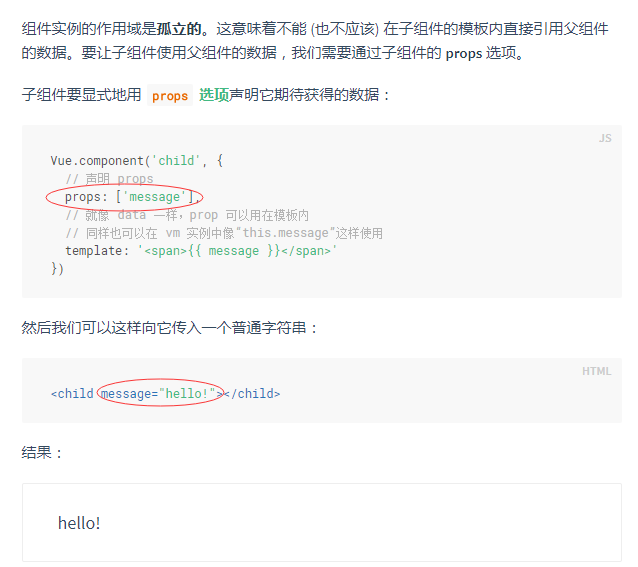 组件实例的作用域是孤立的。这意味着不能 (也不应该) 在子组件的模板内直接引用父组件
的数据。要让子组件使用父组件的数据，我们需要通过子组件的 props 选项。
子组件要显式地用 props 选项声明它期待获得的数据：
JS
Vue.component('child', {
  // 声明 props
  props: ['message'],
  // 就像 data 一样，prop 可以用在模板内
  // 同样也可以在 vm 实例中像"this.message"这样使用
  template: '<span>{{ message }}</span>'
})
然后我们可以这样向它传入一个普通字符串：
HTML
<child message="hello!"></child>
结果：
hello!